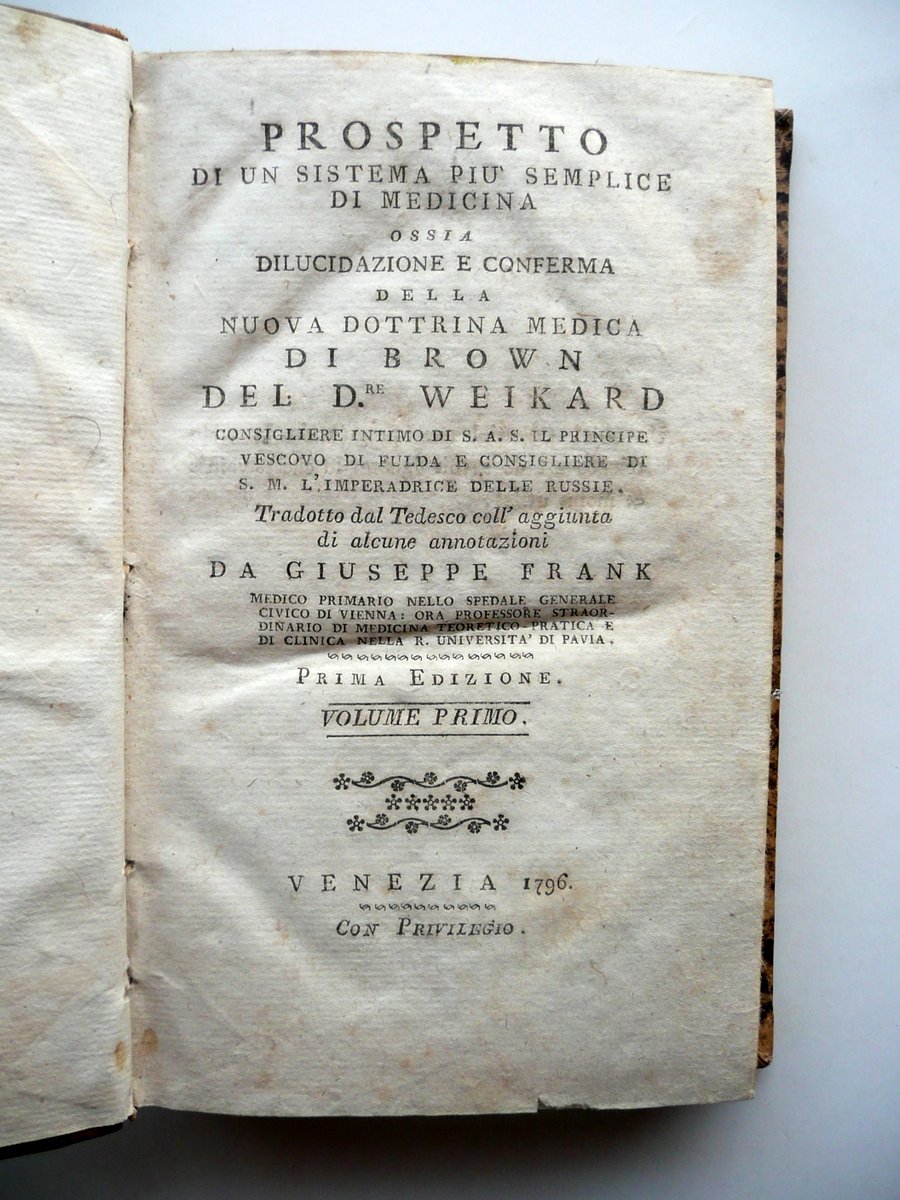 PROSPETTO
DI UN SISTEMA PIU' SEMPLICE
DI MEDICINA
OSSIA
DILUCIDAZIONE E CONFERMA
DELLA
NUOVA DOTTRINA MEDICA
DI BROWN
DEL D.RE WEIKARD
CONSIGLIERE INTIMO DI S. A. S. IL PRINCIPE
VESCOVO DI FULDA E CONSIGLIERE DI
S. M. L'IMPERADRICE DELLE RUSSIE.
Tradotto dal Tedesco coll' aggiunta
di alcune annotazioni
DA GIUSEPPE FRANK
MEDICO PRIMARIO NELLO SPEDALE GENERALE
CIVICO DI VIENNA: ORA PROFESSORE STRAOR-
DINARIO DI MEDICINA TEORETICO-PRATICA E
DI CLINICA NELLA R. UNIVERSITA' DI PAVIA.
PRIMA EDIZIONE.
VOLUME PRIMO.
VENEZIA 1796.
CON PRIVILEGIO.